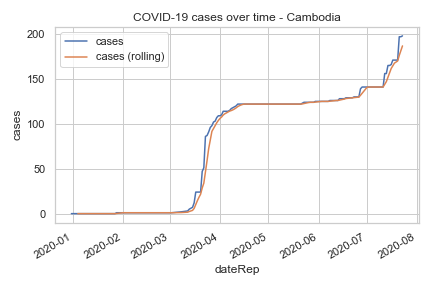 COVID-19 cases over time - Cambodia
cases
cases (rolling)
cases
200
150
100
50
0
2020-01
2020-02
2020-03
2020-04
2020-05
2020-06
2020-07
2020-08
dateRep